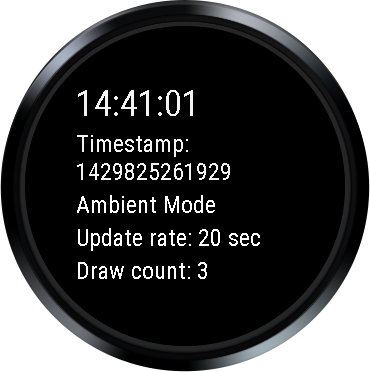 14:41:01
Timestamp:
1429825261929
Ambient Mode
Update rate: 20 sec
Draw count: 3